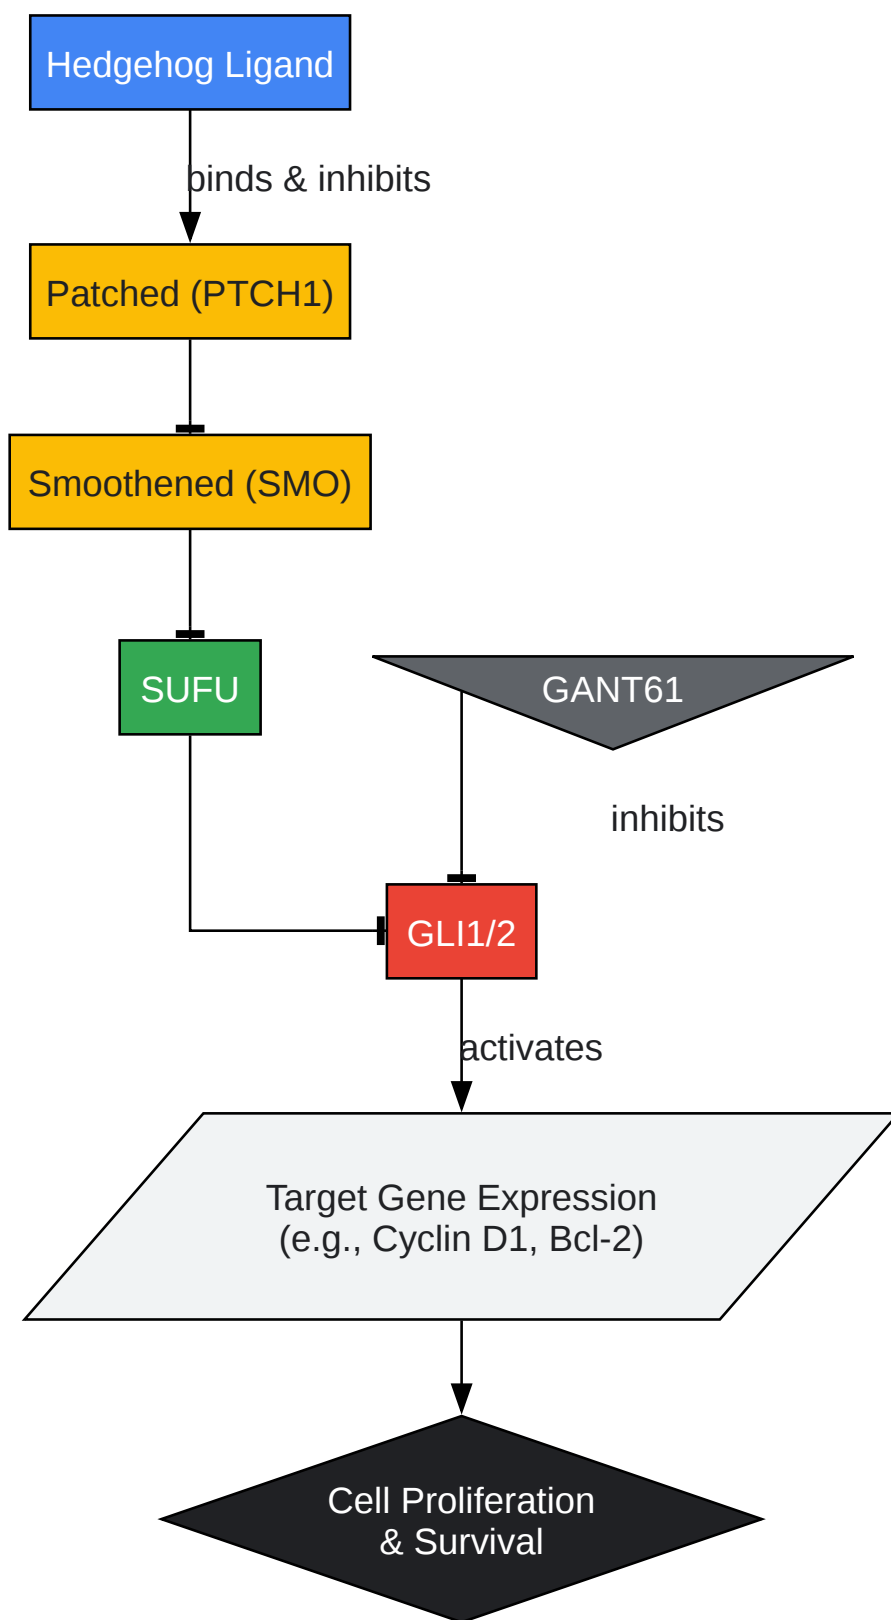 Hedgehog Ligand
binds & inhibits
Patched (PTCH1)
Smoothened (SMO)
SUFU
GANT61
inhibits
GLI1/2
activates
Target Gene Expression
(e.g., Cyclin D1, Bcl-2)
Cell Proliferation
& Survival